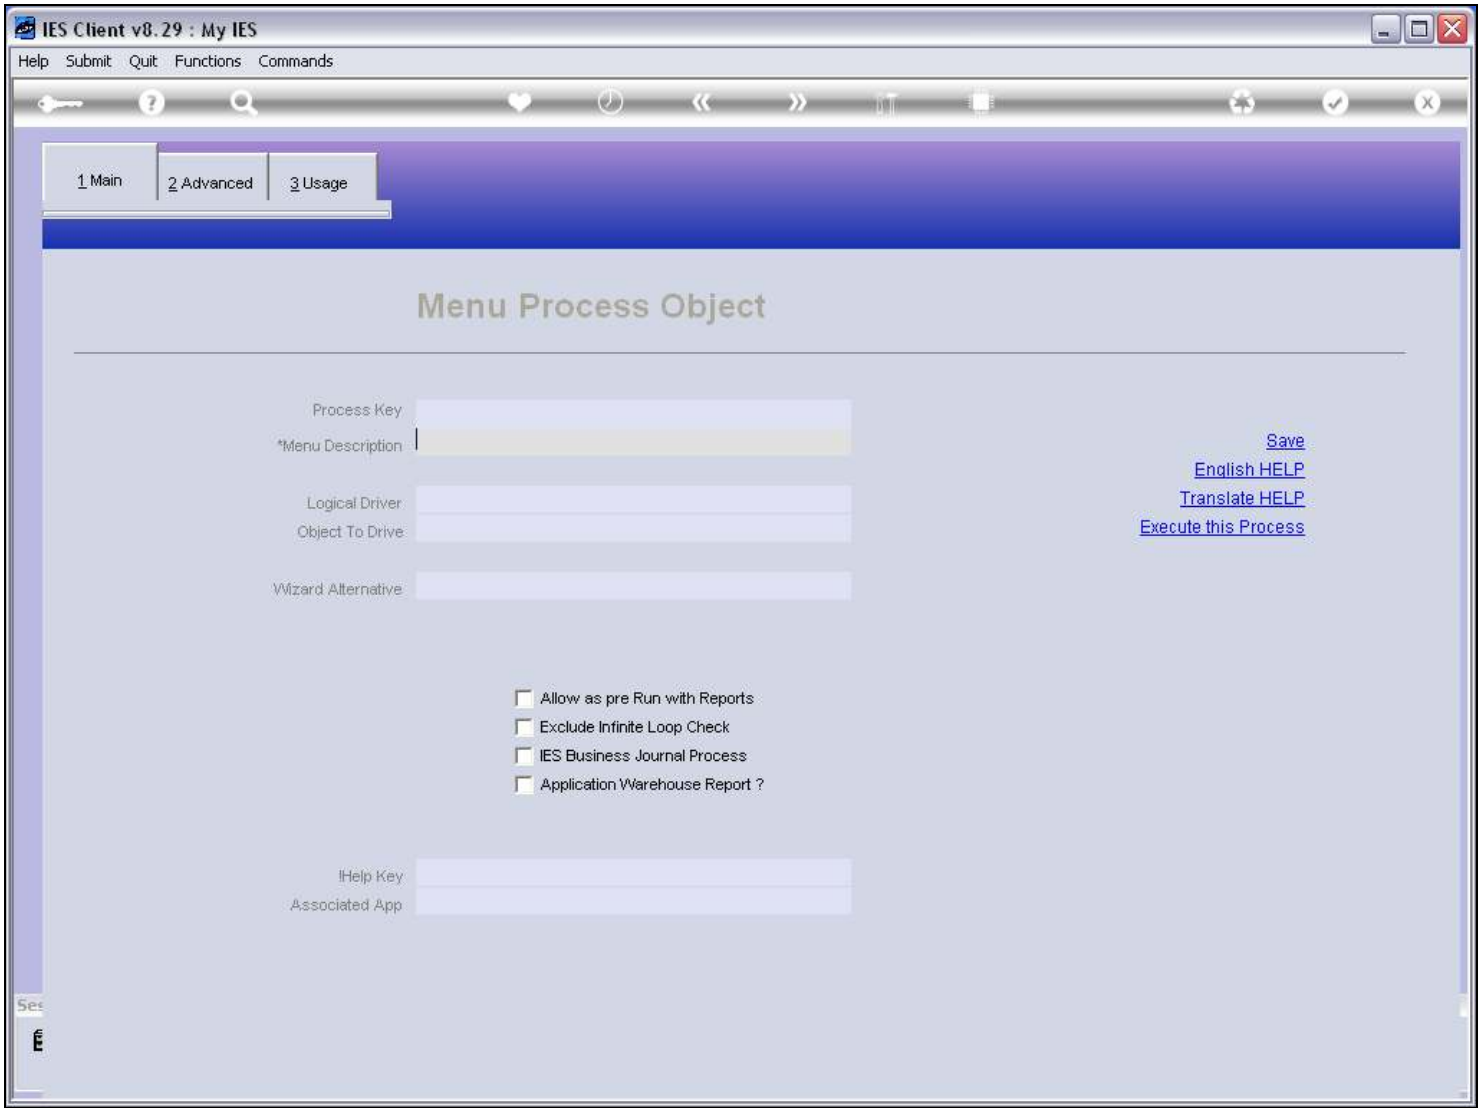 IES Client v8.29 : My IES
Help Submit Quit Functions Commands
1 Main
2 Advanced
3 Usage
Menu Process Object
Process Key
*Menu Description
Logical Driver
Object To Drive
Wizard Alternative
Save
English HELP
Translate HELP
Execute this Process
Allow as pre Run with Reports
Exclude Infinite Loop Check
IES Business Journal Process
Application Warehouse Report ?
!Help Key
Associated App